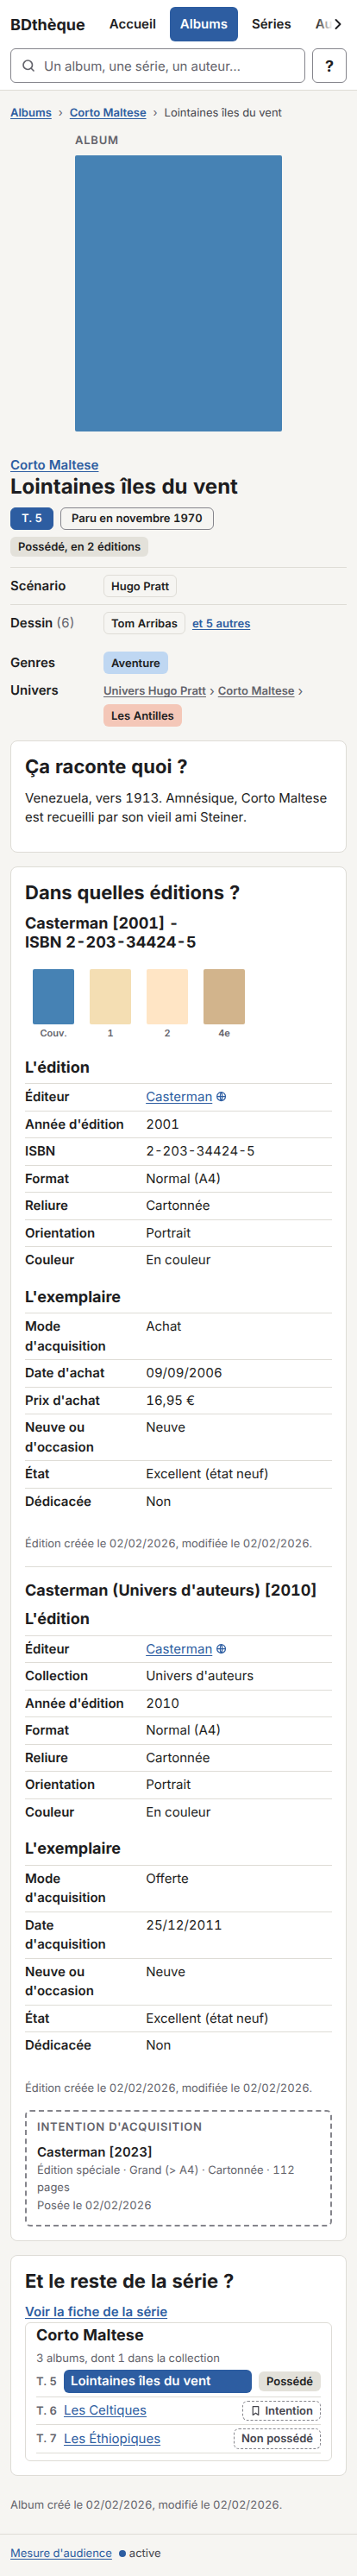 BDthèque Accueil Albums Séries
Un album, une série, un auteur... ?
Albums › Corto Maltese › Lointaines îles du vent
ALBUM
Corto Maltese
Lointaines îles du vent
T. 5 Paru en novembre 1970
Possédé, en 2 éditions
Scénario Hugo Pratt
Dessin (6) Tom Arribas et 5 autres
Genres Aventure
Univers Univers Hugo Pratt › Corto Maltese ›
Les Antilles
Ça raconte quoi ?
Venezuela, vers 1913. Amnésique, Corto Maltese
est recueilli par son vieil ami Steiner.
Dans quelles éditions ?
Casterman [2001] -
ISBN 2-203-34424-5
Couv. 1 2 4e
L'édition
Éditeur Casterman
Année d'édition 2001
ISBN 2-203-34424-5
Format Normal (A4)
Reliure Cartonnée
Orientation Portrait
Couleur En couleur
L'exemplaire
Mode Achat
d'acquisition
Date d'achat 09/09/2006
Prix d'achat 16,95 €
Neuve ou Neuve
d'occasion
État Excellent (état neuf)
Dédicacée Non
Édition créée le 02/02/2026, modifiée le 02/02/2026.
Casterman (Univers d'auteurs) [2010]
L'édition
Éditeur Casterman
Collection Univers d'auteurs
Année d'édition 2010
Format Normal (A4)
Reliure Cartonnée
Orientation Portrait
Couleur En couleur
L'exemplaire
Mode Offerte
d'acquisition
Date 25/12/2011
d'acquisition
Neuve ou Neuve
d'occasion
État Excellent (état neuf)
Dédicacée Non
Édition créée le 02/02/2026, modifiée le 02/02/2026.
INTENTION D'ACQUISITION
Casterman [2023]
Édition spéciale · Grand (> A4) · Cartonnée · 112
pages
Posée le 02/02/2026
Et le reste de la série ?
Voir la fiche de la série
Corto Maltese
3 albums, dont 1 dans la collection
T. 5 Lointaines îles du vent Possédé
T. 6 Les Celtiques Intention
T. 7 Les Éthiopiques Non possédé
Album créé le 02/02/2026, modifié le 02/02/2026.
Mesure d'audience active